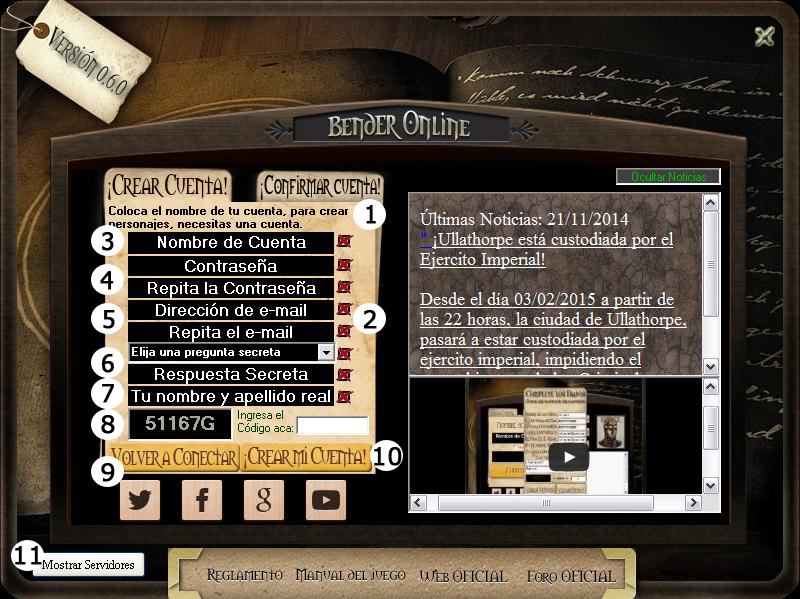 Versión 0.6.0
Bender Online
Ocultar Noticias
¡Crear Cuenta!
¡Confirmar cuenta!
1
Coloca el nombre de tu cuenta, para crear
personajes, necesitas una cuenta.
3
Nombre de Cuenta
Contraseña
4
Repita la Contraseña
Dirección de e-mail
5
2
Repita el e-mail
6
Elija una pregunta secreta
Respuesta Secreta
7
Tu nombre y apellido real
8
51167G
Ingresa el
Código aca:
9
Volver a Conectar
¡Crear mi Cuenta!
10
Últimas Noticias: 21/11/2014
" ¡Ullathorpe está custodiada por el
Ejercito Imperial!
Desde el día 03/02/2015 a partir de
las 22 horas, la ciudad de Ullathorpe,
pasará a estar custodiada por el
ejercito imperial, impidiendo el
Complete los Datos
11
Mostrar Servidores
Reglamento
Manual del juego
Web OFICIAL
Foro OFICIAL